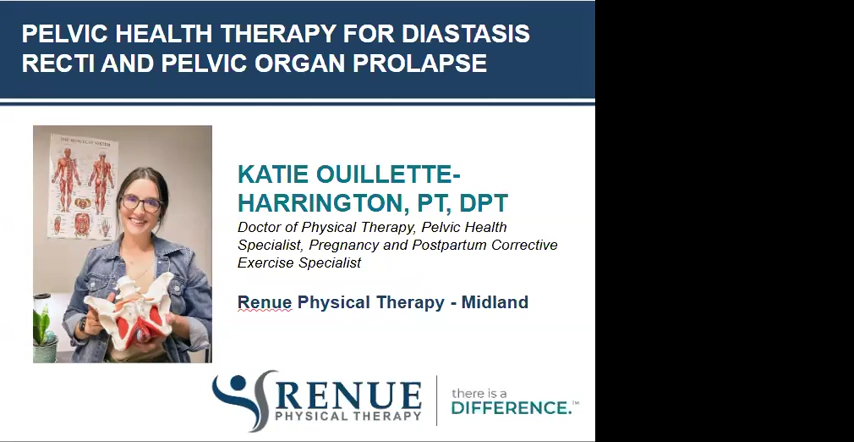 PELVIC HEALTH THERAPY FOR DIASTASIS
RECTI AND PELVIC ORGAN PROLAPSE
KATIE OUILLETTE-
HARRINGTON, PT, DPT
Doctor of Physical Therapy, Pelvic Health
Specialist, Pregnancy and Postpartum Corrective
Exercise Specialist
Renue Physical Therapy - Midland
RENUE
PHYSICAL THERAPY
there is a
DIFFERENCE.™